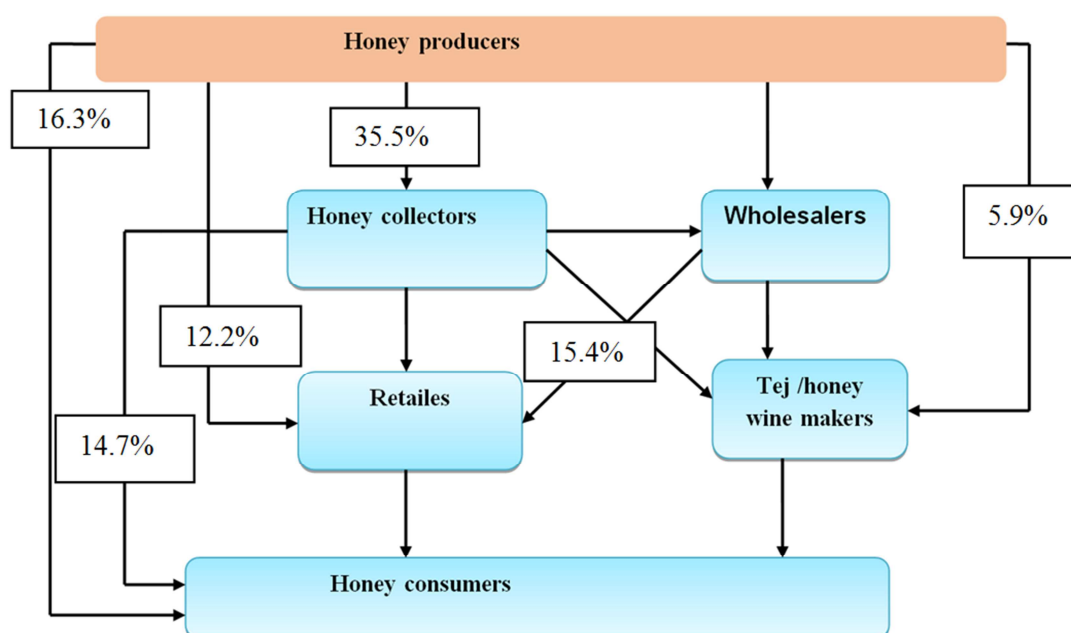 Honey producers
16.3%
35.5%
5.9%
Honey collectors
Wholesalers
12.2%
15.4%
Retailes
Tej /honey
wine makers
14.7%
Honey consumers